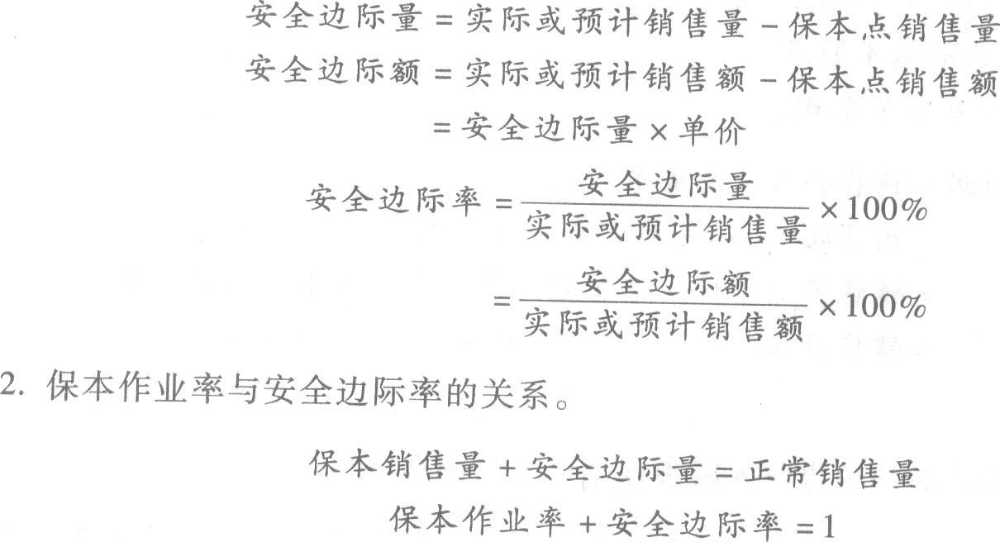 安全边际量=实际或预计销售量-保本点销售量
安全边际额=实际或预计销售额-保本点销售额
=安全边际量×单价
安全边际率=安全边际量/实际或预计销售量×100%
=安全边际额/实际或预计销售额×100%
2. 保本作业率与安全边际率的关系。
保本销售量+安全边际量=正常销售量
保本作业率+安全边际率=1